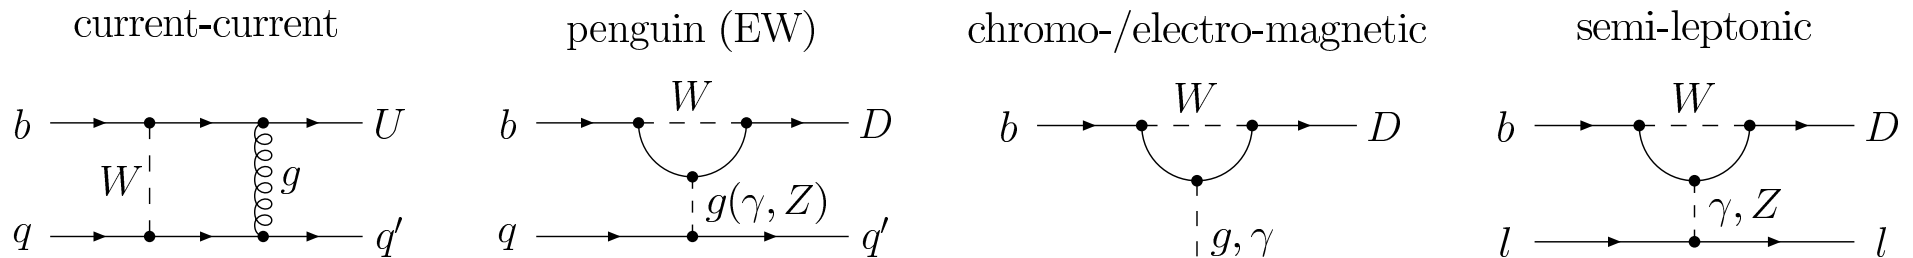 current-current
penguin (EW)
chromo-/electro-magnetic
semi-leptonic
b
U
W
g
q
q′
b
W
D
g(γ, Z)
q
q′
b
W
D
g, γ
b
W
D
γ, Z
l
l